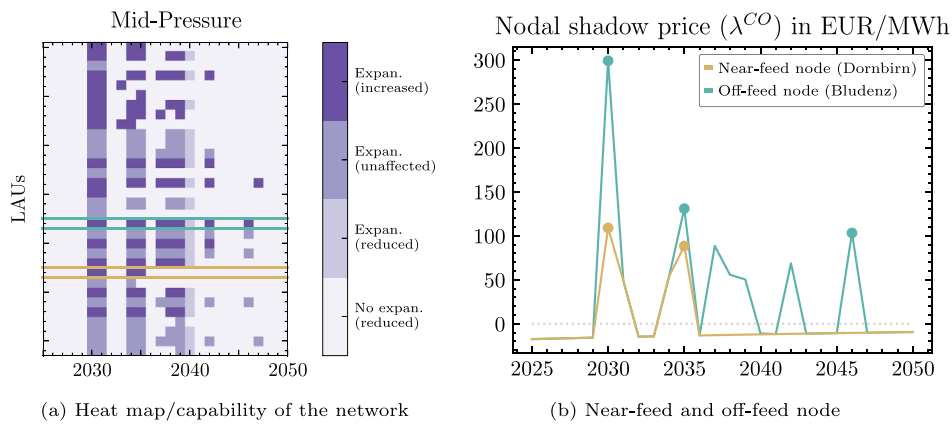 Mid-Pressure
LAUs
2030
2040
2050
Expan.
(increased)
Expan.
(unaffected)
Expan.
(reduced)
No expan.
(reduced)
(a) Heat map/capability of the network
Nodal shadow price (λ^{CO}) in EUR/MWh
300
250
200
150
100
50
0
Near-feed node (Dornbirn)
Off-feed node (Bludenz)
2025
2030
2035
2040
2045
2050
(b) Near-feed and off-feed node